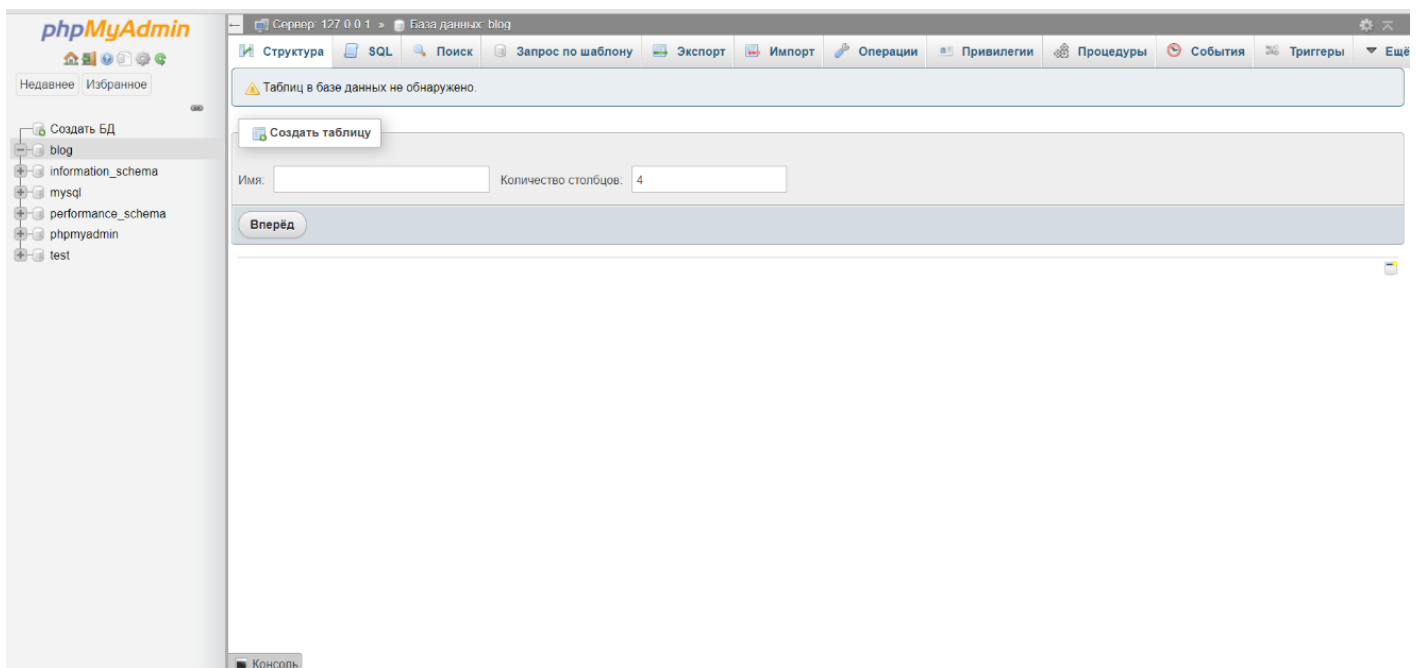 phpMyAdmin
Недавнее Избранное
Создать БД
blog
information_schema
mysql
performance_schema
phpmyadmin
test
Сервер: 127.0.0.1 » База данных: blog
Структура SQL Поиск Запрос по шаблону Экспорт Импорт Операции Привилегии Процедуры События Триггеры Ещё
Таблиц в базе данных не обнаружено.
Создать таблицу
Имя: Количество столбцов: 4
Вперёд
Консоль